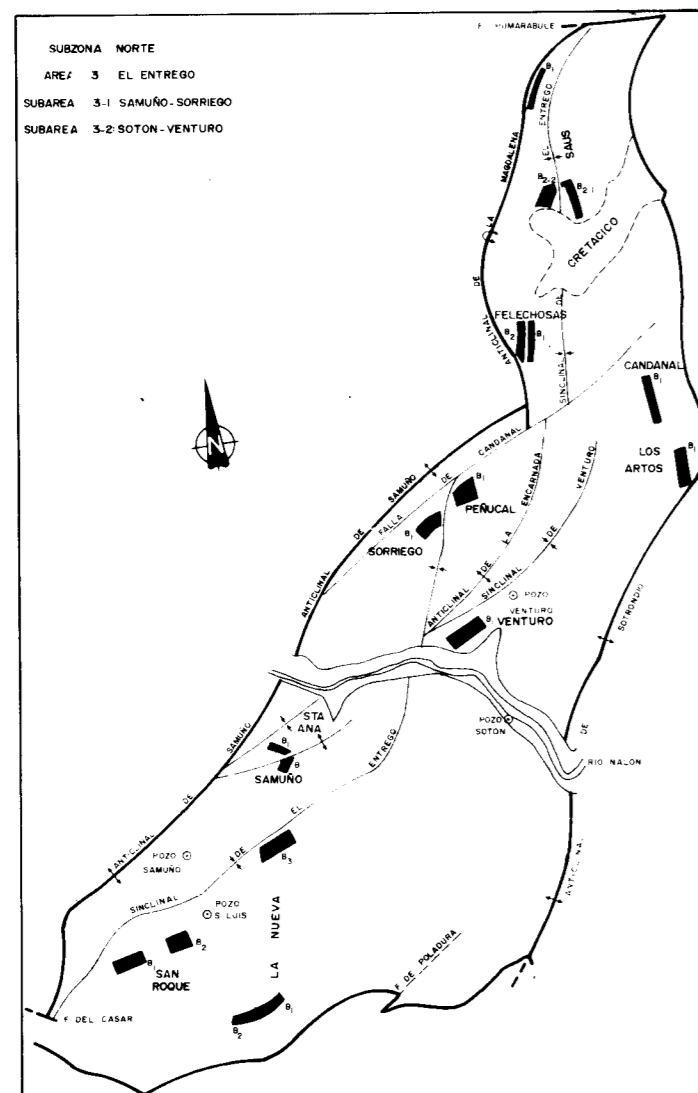 SUBZONA NORTE
AREA 3 EL ENTREGO
SUBAREA 3-1 SAMUÑO-SORRIEGO
SUBAREA 3-2: SOTON-VENTURO
B1
MAGDALENA
LA
DE
ANTICLINAL
EL ENTREGO
DE
SINCLINAL
SAUS
B2-2
B2-1
CRETACICO
FELECHOSAS
B2
B1
CANDANAL
B1
LOS
ARTOS
B1
FALLA DE CANDANAL
ANTICLINAL DE SAMUÑO
B1
PEÑUCAL
SORRIEGO
B1
ANTICLINAL DE LA ENCARNADA
SINCLINAL DE VENTURO
POZO
VENTURO
VENTURO
ANTICLINAL DE SOTRONDIO
POZO
SOTON
RIO NALON
STA
ANA
B1
B
SAMUÑO
ANTICLINAL DE SAMUÑO
SINCLINAL DE EL ENTREGO
B3
POZO
SAMUÑO
POZO
S. LUIS
B2
B1
SAN
ROQUE
LA NUEVA
B1
B2
F. DE POLADURA
F. DEL CASAR